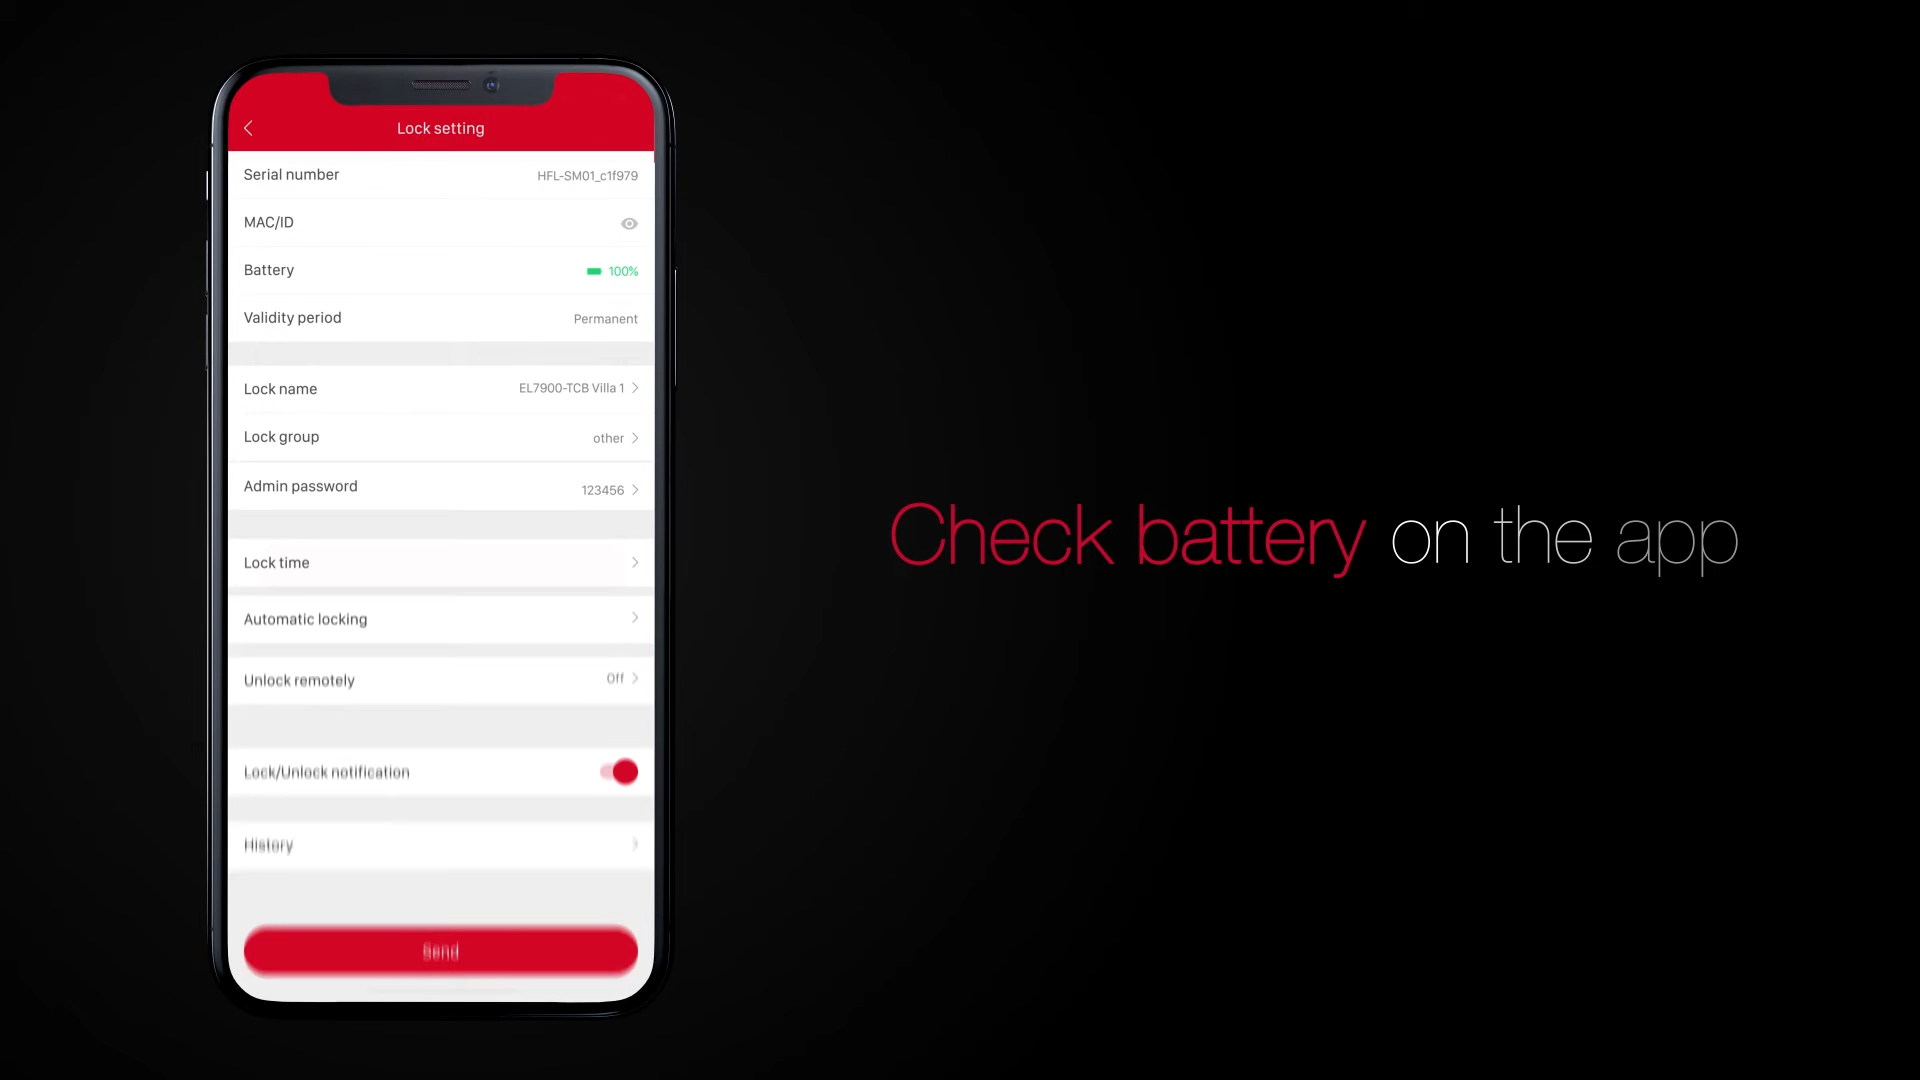 Lock setting
Serial number HFL-SM01_c1f979
MAC/ID
Battery 100%
Validity period Permanent
Lock name EL7900-TCB Villa 1
Lock group other
Admin password 123456
Lock time
Automatic locking
Unlock remotely Off
Lock/Unlock notification
History
Send
Check battery on the app